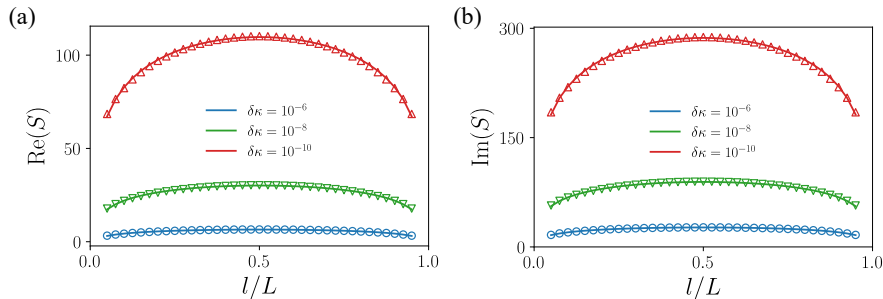 (a)
Re(S)
100
50
0
δκ = 10⁻⁶
δκ = 10⁻⁸
δκ = 10⁻¹⁰
0.0
0.5
1.0
l/L
(b)
Im(S)
300
150
0
δκ = 10⁻⁶
δκ = 10⁻⁸
δκ = 10⁻¹⁰
0.0
0.5
1.0
l/L